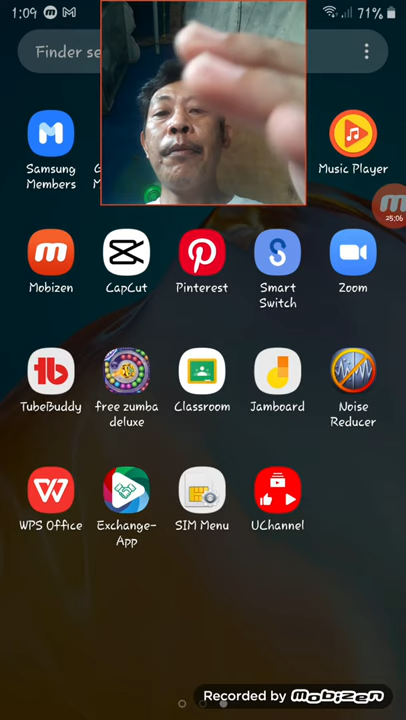 1:09
71%
Finder se
Samsung
Members
G
M
Music Player
25:06
Mobizen
CapCut
Pinterest
Smart
Switch
Zoom
TubeBuddy
free zumba
deluxe
Classroom
Jamboard
Noise
Reducer
WPS Office
Exchange-
App
SIM Menu
UChannel
Recorded by mobizen